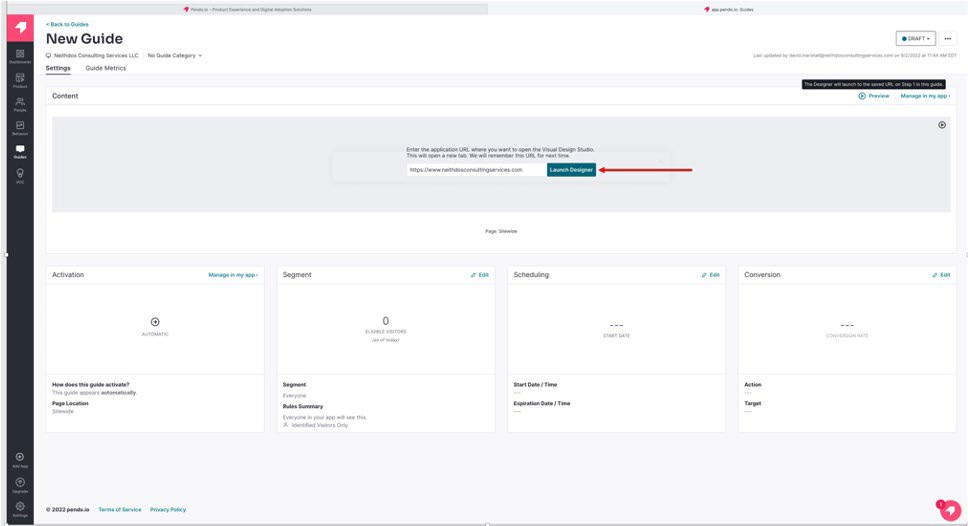 Pendo.io - Product Experience and Digital Adoption Solutions
app.pendo.io: Guides
< Back to Guides
New Guide
DRAFT
Neithdos Consulting Services LLC
No Guide Category
Last updated by david.marshall@neithdosconsultingservices.com on 9/2/2022 at 11:44 AM EDT
Settings
Guide Metrics
The Designer will launch to the saved URL on Step 1 in this guide.
Content
Preview
Manage in my app ›
Enter the application URL where you want to open the Visual Design Studio.
This will open a new tab. We will remember this URL for next time.
https://www.neithdosconsultingservices.com
Launch Designer
Page: Sitewide
Dashboards
Product
People
Behavior
Guides
VOC
Add App
Upgrade
Settings
Activation
Manage in my app ›
AUTOMATIC
How does this guide activate?
This guide appears automatically.
Page Location
Sitewide
Segment
Edit
0
ELIGIBLE VISITORS
(as of today)
Segment
Everyone
Rules Summary
Everyone in your app will see this.
Identified Visitors Only
Scheduling
Edit
---
START DATE
Start Date / Time
---
Expiration Date / Time
---
Conversion
Edit
---
CONVERSION RATE
Action
---
Target
---
© 2022 pendo.io
Terms of Service
Privacy Policy
1